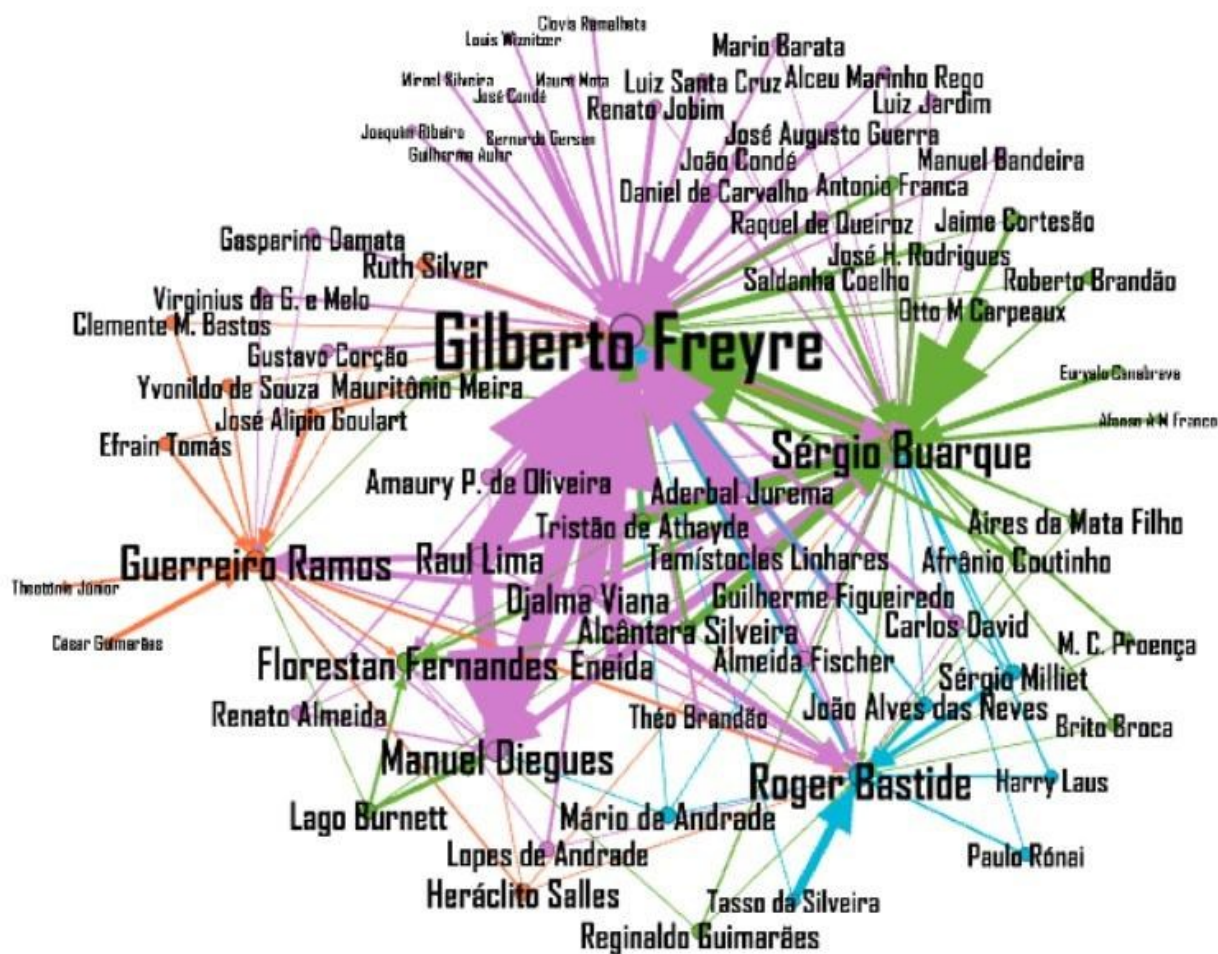 Clovis Ramalhete
Louis Wiznitzer
Mario Barata
Mauro Mota
Luiz Santa Cruz
Alceu Marinho Rego
José Condé
Renato Jobim
Luiz Jardim
Joaquim Ribeiro
Bernardo Gersen
José Augusto Guerra
Guilherme
João Condé
Manuel Bandeira
Daniel de Carvalho
Antonio Franca
Raquel de Queiroz
Jaime Cortesão
Gasparino Damata
José H. Rodrigues
Ruth Silver
Saldanha Coelho
Roberto Brandão
Virginius da G. e Melo
Otto M Carpeaux
Clemente M. Bastos
Gilberto Freyre
Gustavo Corção
Euryalo Canabrava
Yvonildo de Souza
Mauritônio Meira
José Alipio Goulart
Afonso A M Franco
Efrain Tomás
Sérgio Buarque
Amaury P. de Oliveira
Aderbal Jurema
Tristão de Athayde
Aires da Mata Filho
Guerreiro Ramos
Raul Lima
Temístocles Linhares
Afrânio Coutinho
Theotônio Júnior
Djalma Viana
Guilherme Figueiredo
César Guimarães
Alcântara Silveira
Carlos David
M. C. Proença
Florestan Fernandes
Eneida
Almeida Fischer
Sérgio Milliet
Renato Almeida
Théo Brandão
João Alves das Neves
Brito Broca
Manuel Diegues
Roger Bastide
Harry Laus
Lago Burnett
Mário de Andrade
Lopes de Andrade
Paulo Rónai
Heráclito Salles
Tasso da Silveira
Reginaldo Guimarães